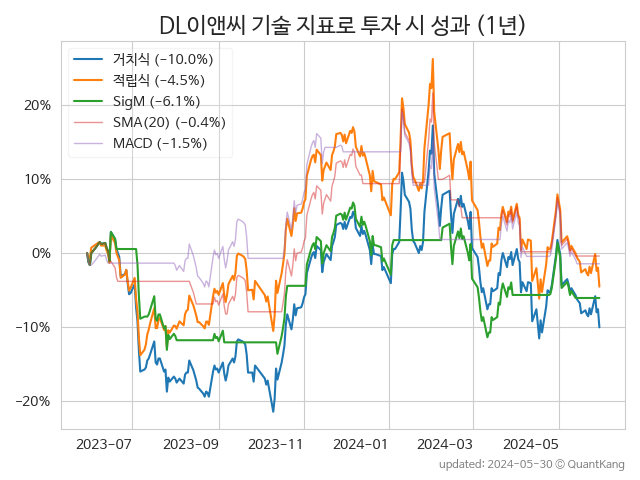 DL이앤씨 기술 지표로 투자 시 성과 (1년)
거치식 (−10.0%)
적립식 (−4.5%)
SigM (−6.1%)
SMA(20) (−0.4%)
MACD (−1.5%)
20%
10%
0%
−10%
−20%
2023-07 2023-09 2023-11 2024-01 2024-03 2024-05
updated: 2024-05-30 © QuantKang